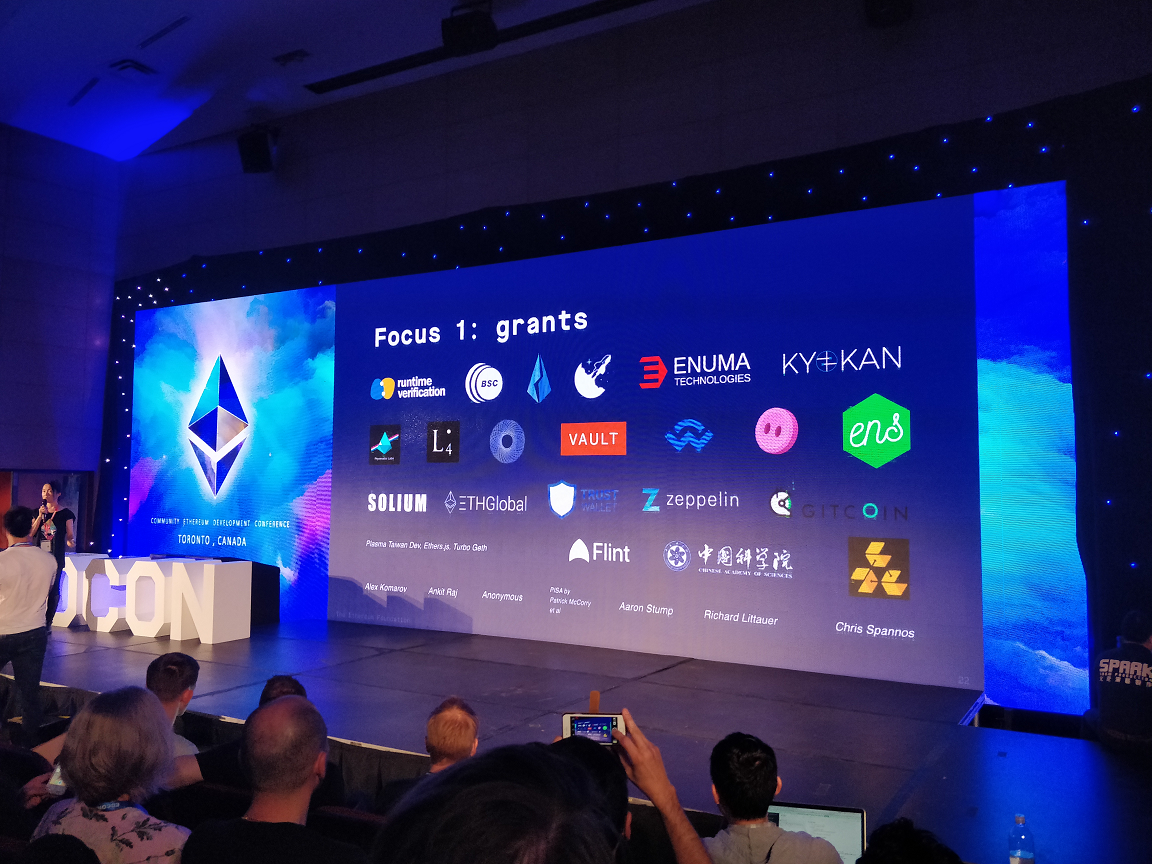 Focus 1: grants
runtime
verification
BSC
ENUMA
TECHNOLOGIES
KYOKAN
L4
VAULT
ens
SOLIUM
ETHGlobal
TRUST
WALLET
zeppelin
GITCOIN
Plasma Taiwan Dev, Ethers.js, Turbo Geth
Flint
中国科学院
CHINESE ACADEMY OF SCIENCES
Alex Komarov
Ankit Raj
Anonymous
PISA by
Patrick McCorry
et al
Aaron Stump
Richard Littauer
Chris Spannos
22
COMMUNITY ETHEREUM DEVELOPMENT CONFERENCE
TORONTO, CANADA
DCON
SPARK